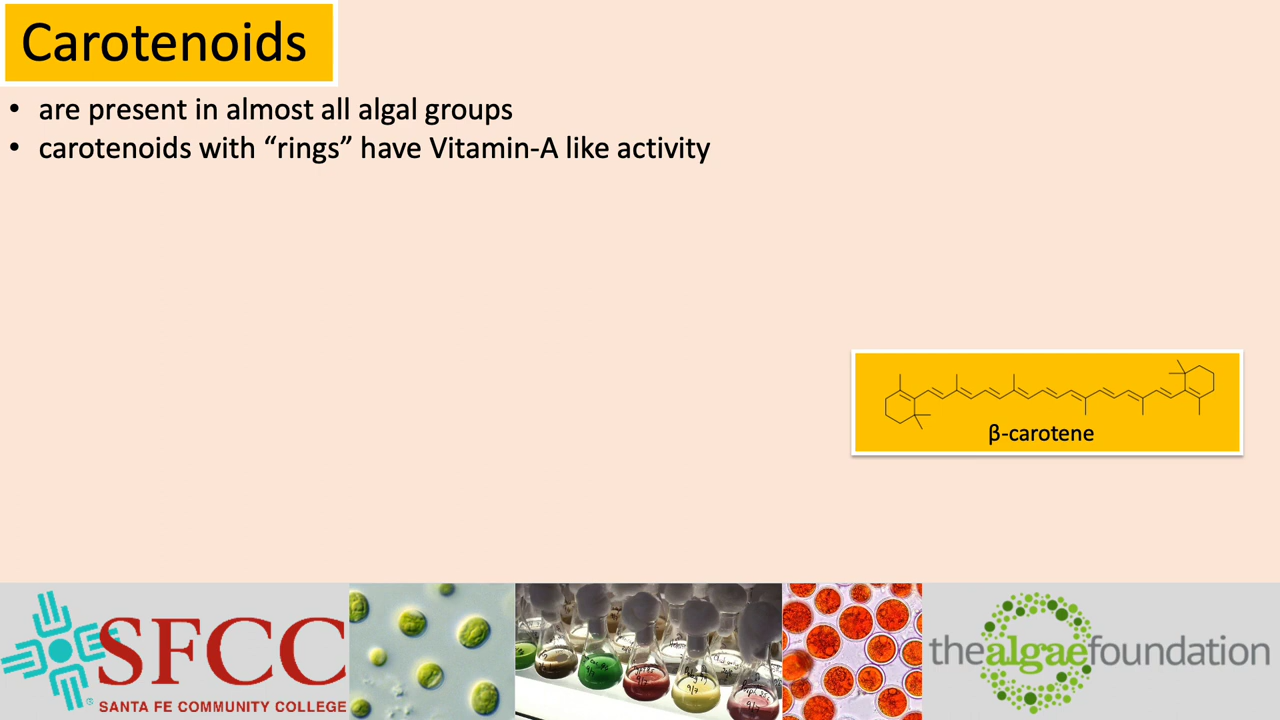 Carotenoids
• are present in almost all algal groups
• carotenoids with “rings” have Vitamin-A like activity
β-carotene
SFCC
®
SANTA FE COMMUNITY COLLEGE
thealgaefoundation